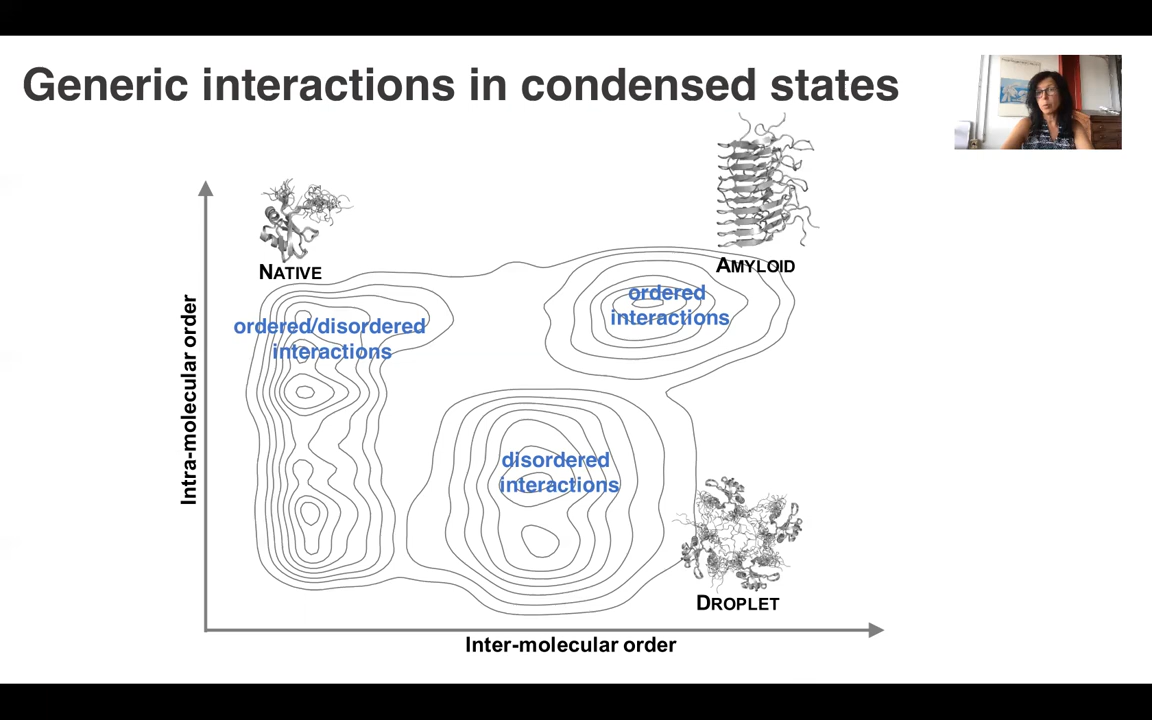 Generic interactions in condensed states
NATIVE
AMYLOID
ordered
interactions
ordered/disordered
interactions
Intra-molecular order
disordered
interactions
DROPLET
Inter-molecular order